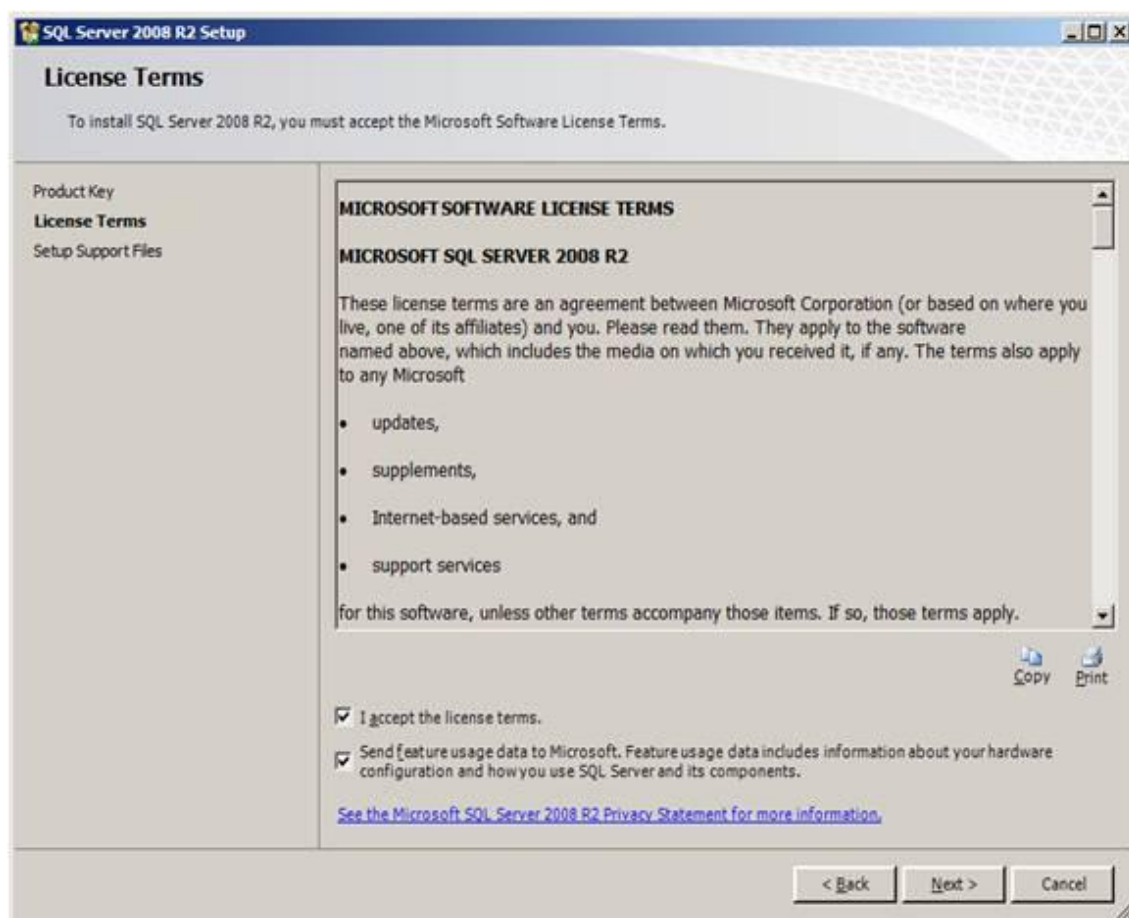 SQL Server 2008 R2 Setup
License Terms
To install SQL Server 2008 R2, you must accept the Microsoft Software License Terms.
Product Key
License Terms
Setup Support Files
MICROSOFT SOFTWARE LICENSE TERMS
MICROSOFT SQL SERVER 2008 R2
These license terms are an agreement between Microsoft Corporation (or based on where you
live, one of its affiliates) and you. Please read them. They apply to the software
named above, which includes the media on which you received it, if any. The terms also apply
to any Microsoft
• updates,
• supplements,
• Internet-based services, and
• support services
for this software, unless other terms accompany those items. If so, those terms apply.
Copy
Print
I accept the license terms.
Send feature usage data to Microsoft. Feature usage data includes information about your hardware
configuration and how you use SQL Server and its components.
See the Microsoft SQL Server 2008 R2 Privacy Statement for more information.
< Back
Next >
Cancel